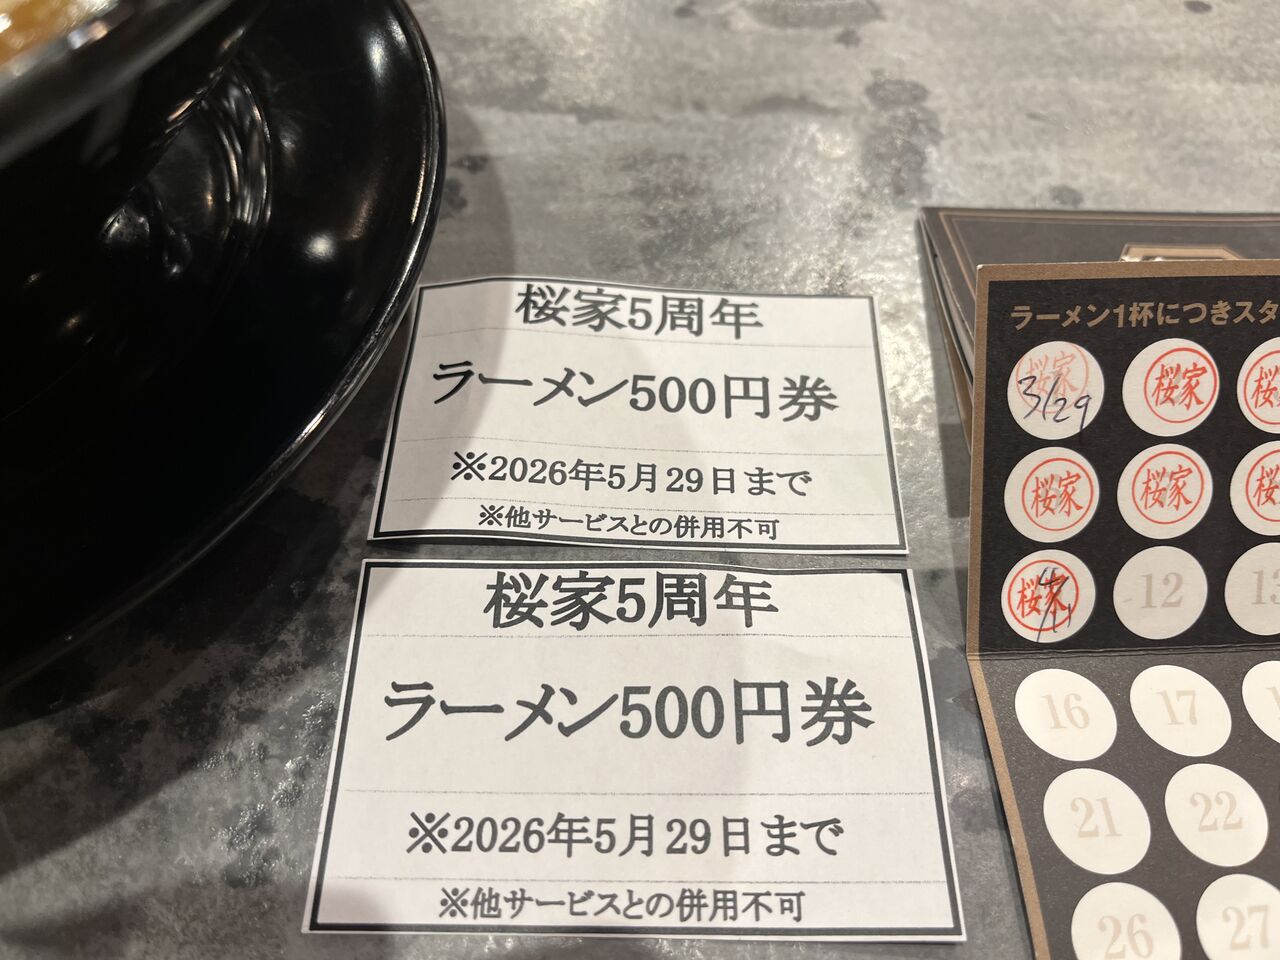 桜家5周年
ラーメン500円券
※2026年5月29日まで
※他サービスとの併用不可
桜家5周年
ラーメン500円券
※2026年5月29日まで
※他サービスとの併用不可
ラーメン1杯につきスタ
桜家 桜家 桜
3/29
桜家 桜家 桜
桜家 12 13
16 17
21 22
26 27